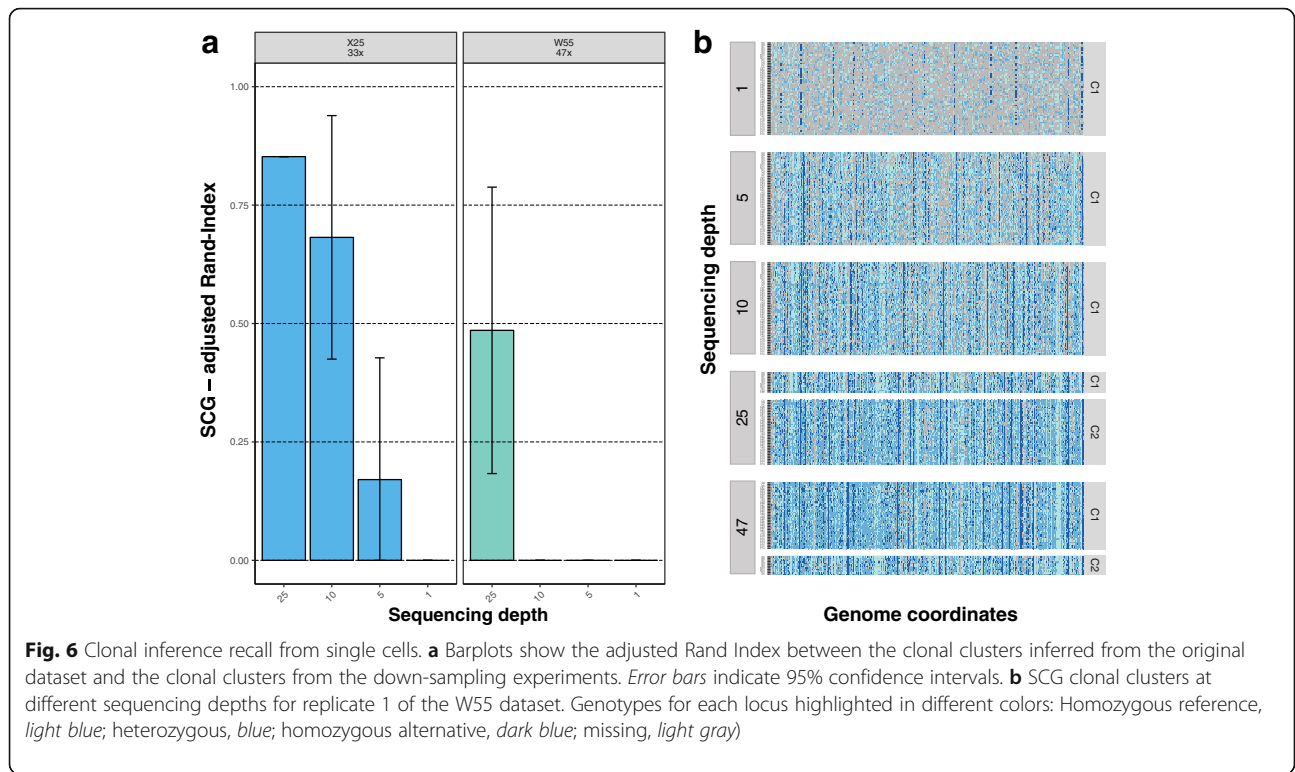 a
X25
33x
W55
47x
SCG – adjusted Rand-Index
1.00
0.75
0.50
0.25
0.00
25
10
5
1
25
10
5
1
Sequencing depth
b
Sequencing depth
1
C1
5
C1
10
C1
25
C1
C2
47
C1
C2
Genome coordinates
Fig. 6 Clonal inference recall from single cells. a Barplots show the adjusted Rand Index between the clonal clusters inferred from the original
dataset and the clonal clusters from the down-sampling experiments. Error bars indicate 95% confidence intervals. b SCG clonal clusters at
different sequencing depths for replicate 1 of the W55 dataset. Genotypes for each locus highlighted in different colors: Homozygous reference,
light blue; heterozygous, blue; homozygous alternative, dark blue; missing, light gray)